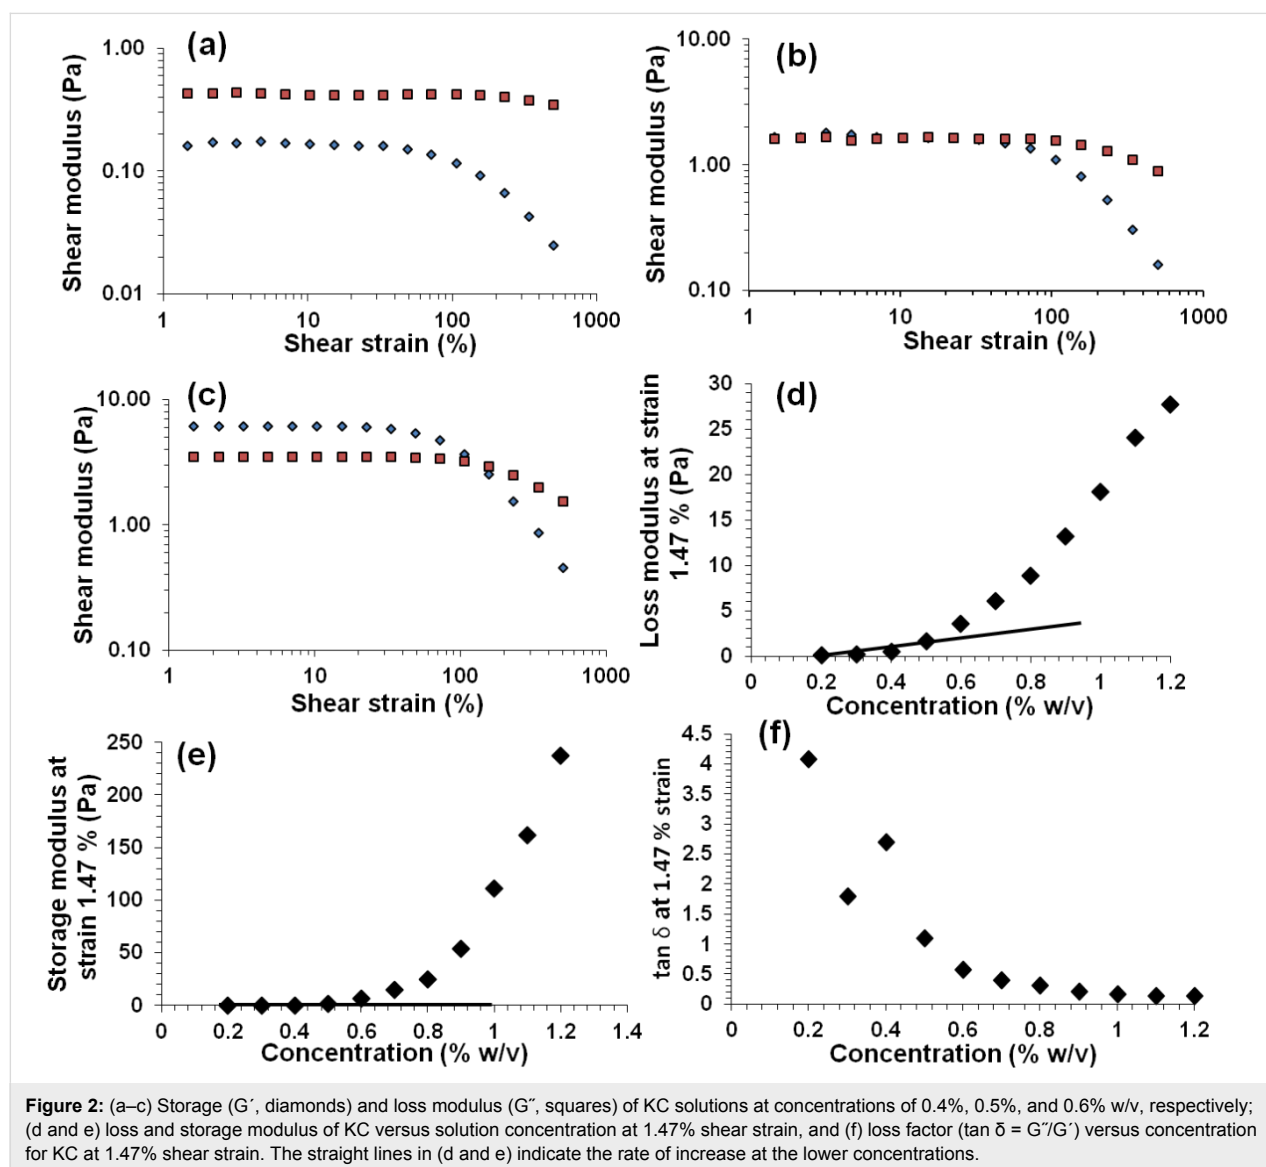 (a)
Shear modulus (Pa)
1.00
0.10
0.01
1 10 100 1000
Shear strain (%)
(b)
Shear modulus (Pa)
10.00
1.00
0.10
1 10 100 1000
Shear strain (%)
(c)
Shear modulus (Pa)
10.00
1.00
0.10
1 10 100 1000
Shear strain (%)
(d)
Loss modulus at strain
1.47 % (Pa)
30
25
20
15
10
5
0
0 0.2 0.4 0.6 0.8 1 1.2
Concentration (% w/v)
(e)
Storage modulus at
strain 1.47 % (Pa)
250
200
150
100
50
0
0 0.2 0.4 0.6 0.8 1 1.2 1.4
Concentration (% w/v)
(f)
tan δ at 1.47 % strain
4.5
4
3.5
3
2.5
2
1.5
1
0.5
0
0 0.2 0.4 0.6 0.8 1 1.2
Concentration (% w/v)
Figure 2: (a–c) Storage (G´, diamonds) and loss modulus (G˝, squares) of KC solutions at concentrations of 0.4%, 0.5%, and 0.6% w/v, respectively;
(d and e) loss and storage modulus of KC versus solution concentration at 1.47% shear strain, and (f) loss factor (tan δ = G˝/G´) versus concentration
for KC at 1.47% shear strain. The straight lines in (d and e) indicate the rate of increase at the lower concentrations.